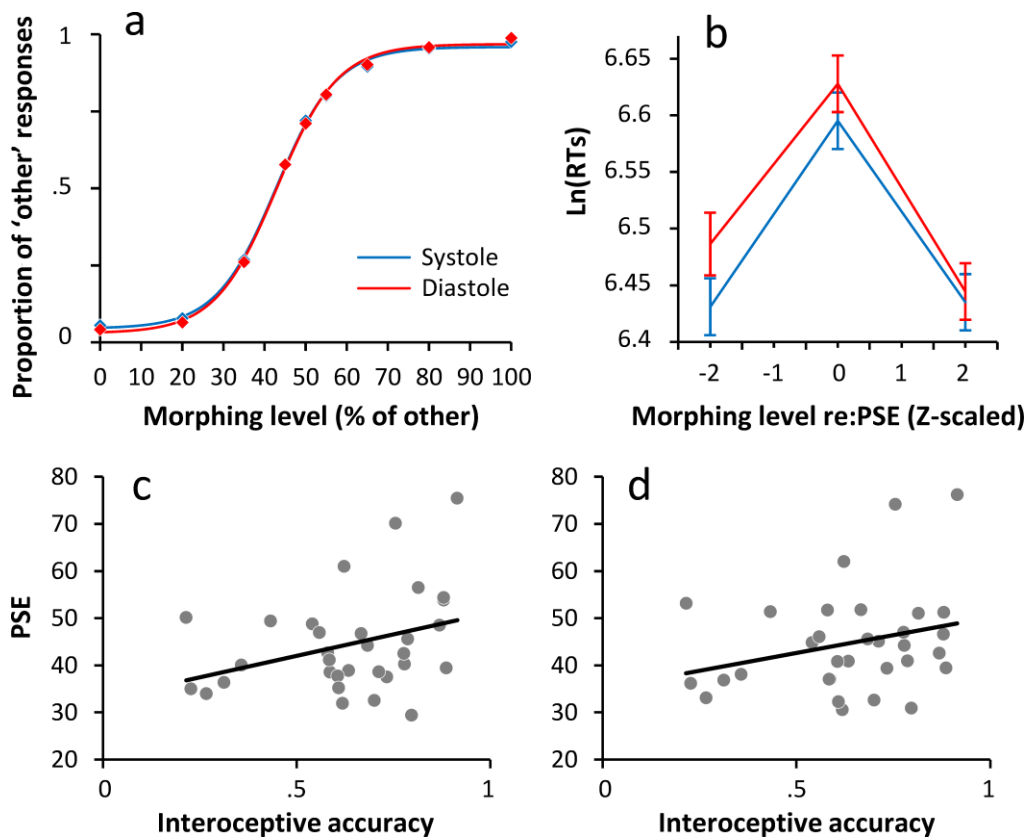 a
Proportion of ‘other’ responses
1
.5
0
Systole
Diastole
0 10 20 30 40 50 60 70 80 90 100
Morphing level (% of other)
b
Ln(RTs)
6.65
6.6
6.55
6.5
6.45
6.4
-2 -1 0 1 2
Morphing level re:PSE (Z-scaled)
c
PSE
80
70
60
50
40
30
20
0 .5 1
Interoceptive accuracy
d
80
70
60
50
40
30
20
0 .5 1
Interoceptive accuracy